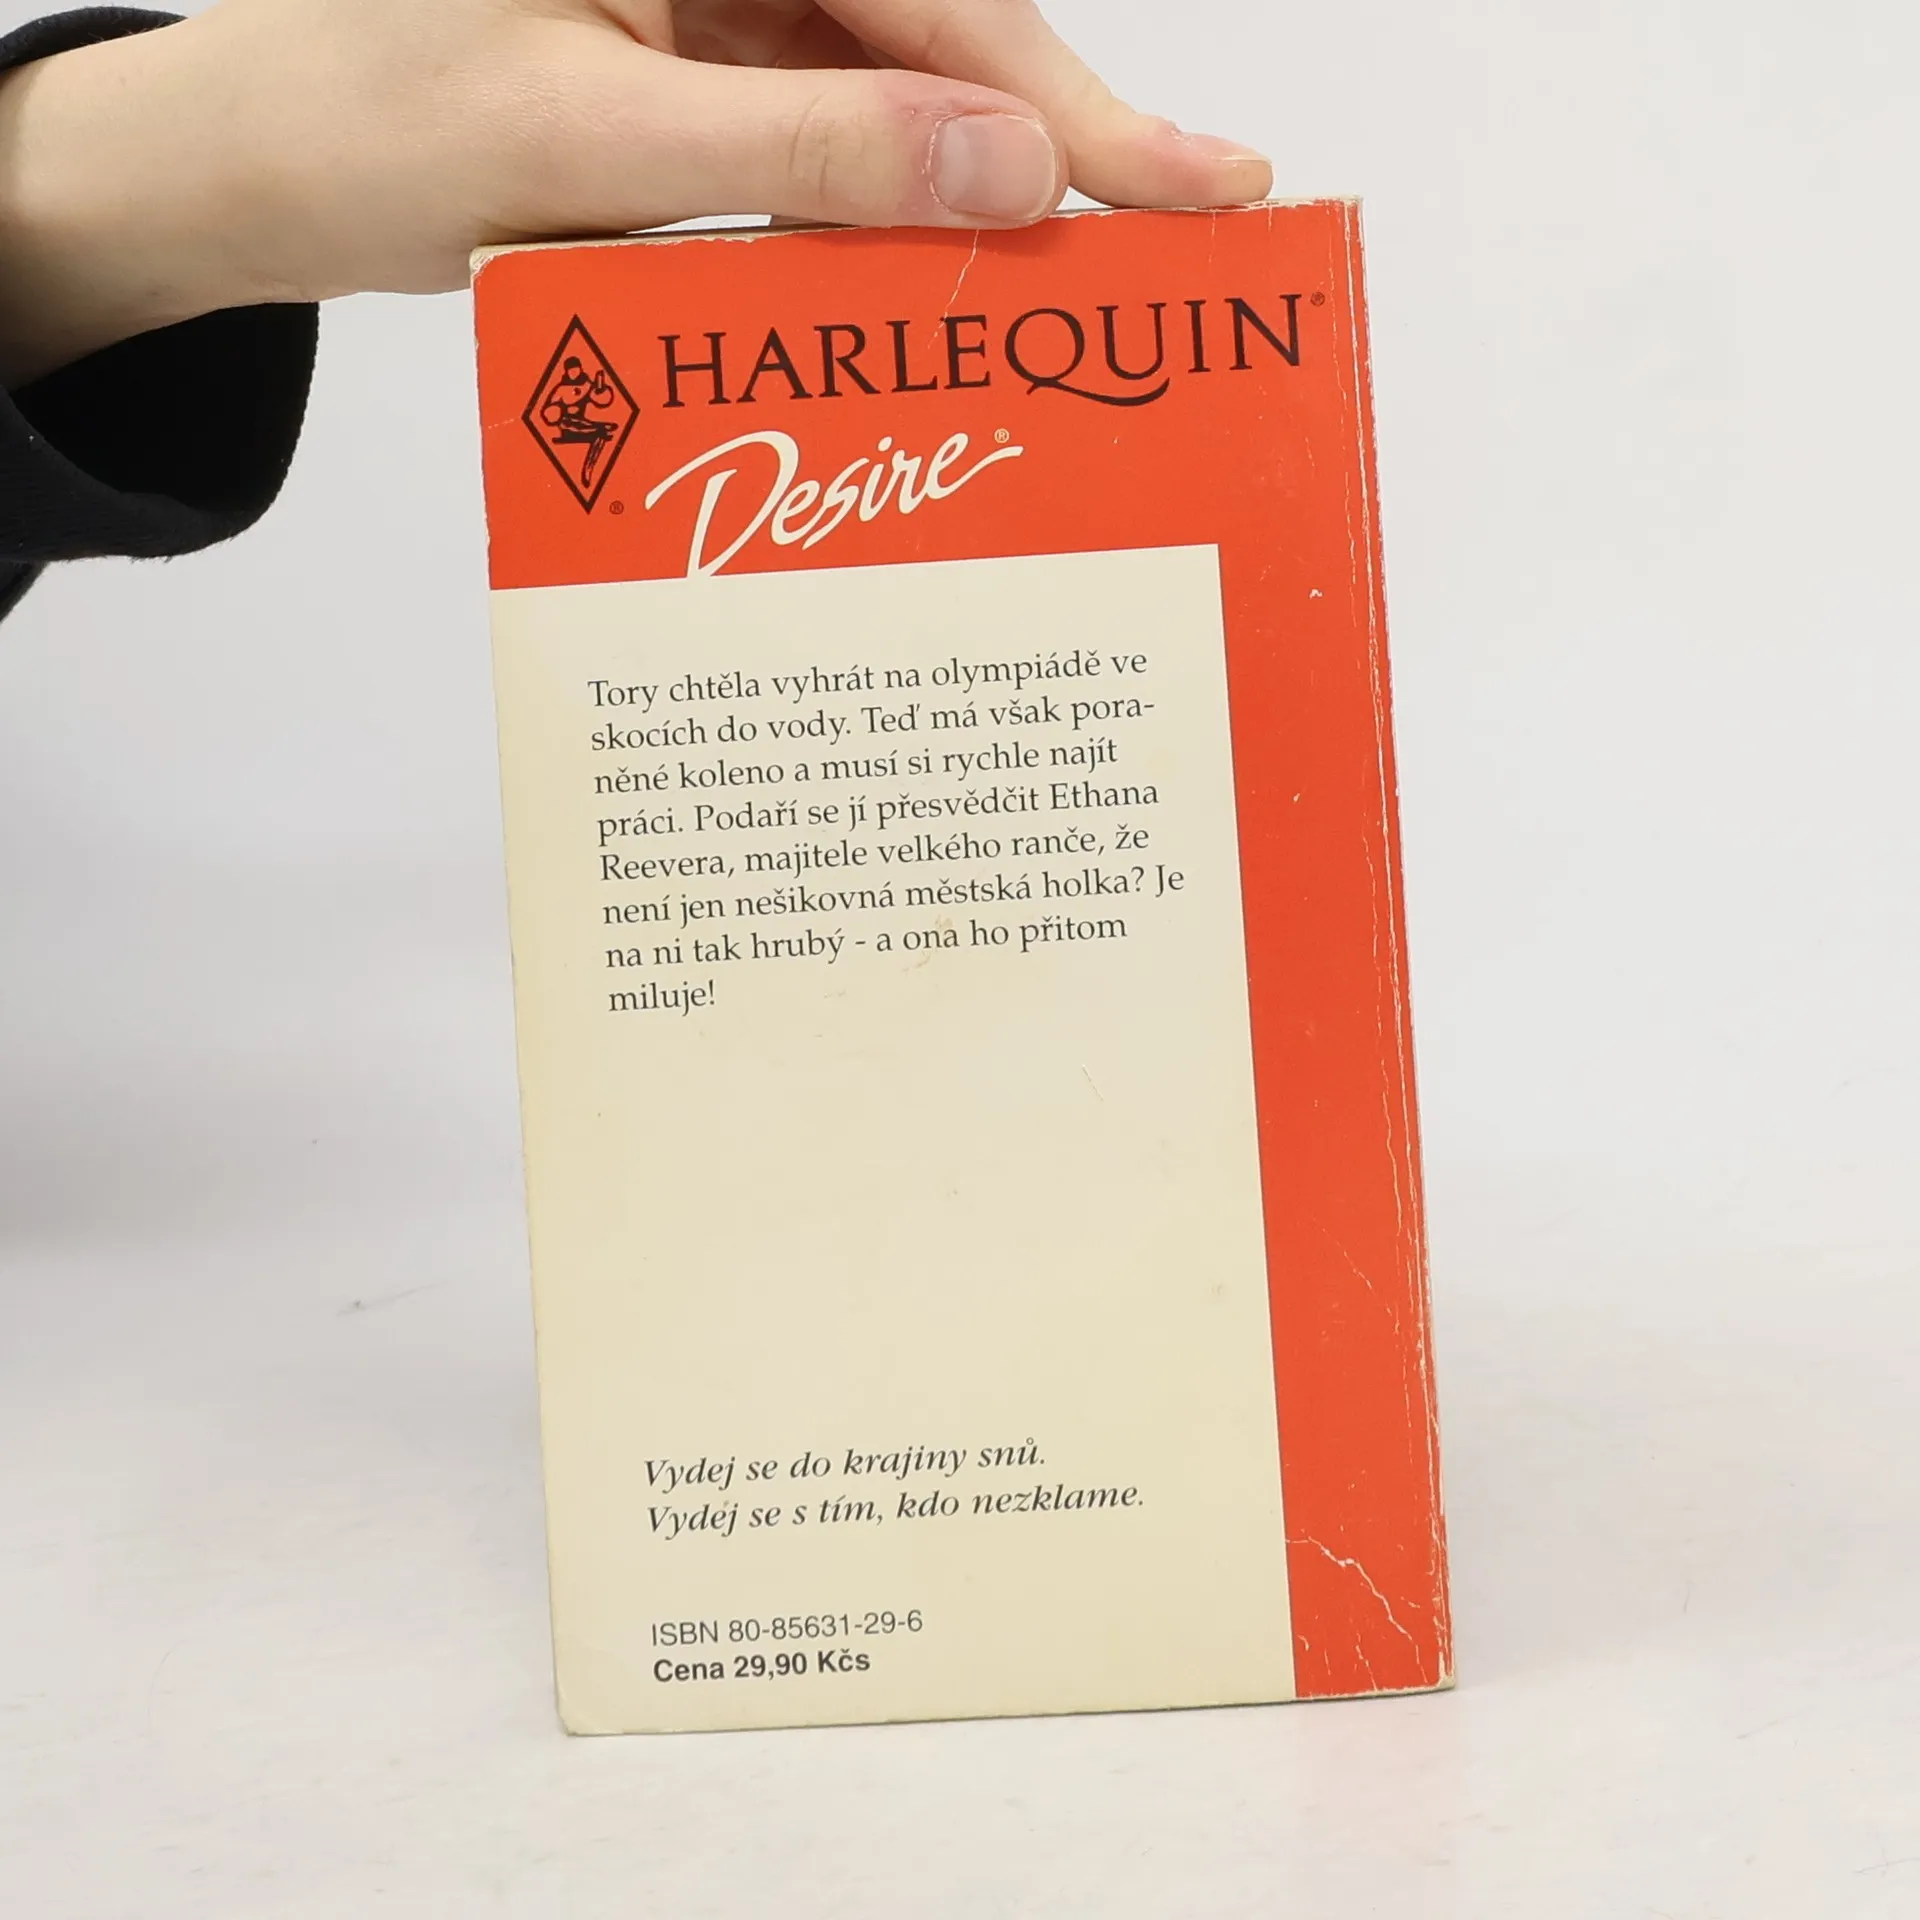 HARLEQUIN®
®
Desire®
Tory chtěla vyhrát na olympiádě ve
skocích do vody. Teď má však pora-
něné koleno a musí si rychle najít
práci. Podaří se jí přesvědčit Ethana
Reevera, majitele velkého ranče, že
není jen nešikovná městská holka? Je
na ni tak hrubý - a ona ho přitom
miluje!
Vydej se do krajiny snů.
Vydej se s tím, kdo nezklame.
ISBN 80-85631-29-6
Cena 29,90 Kčs